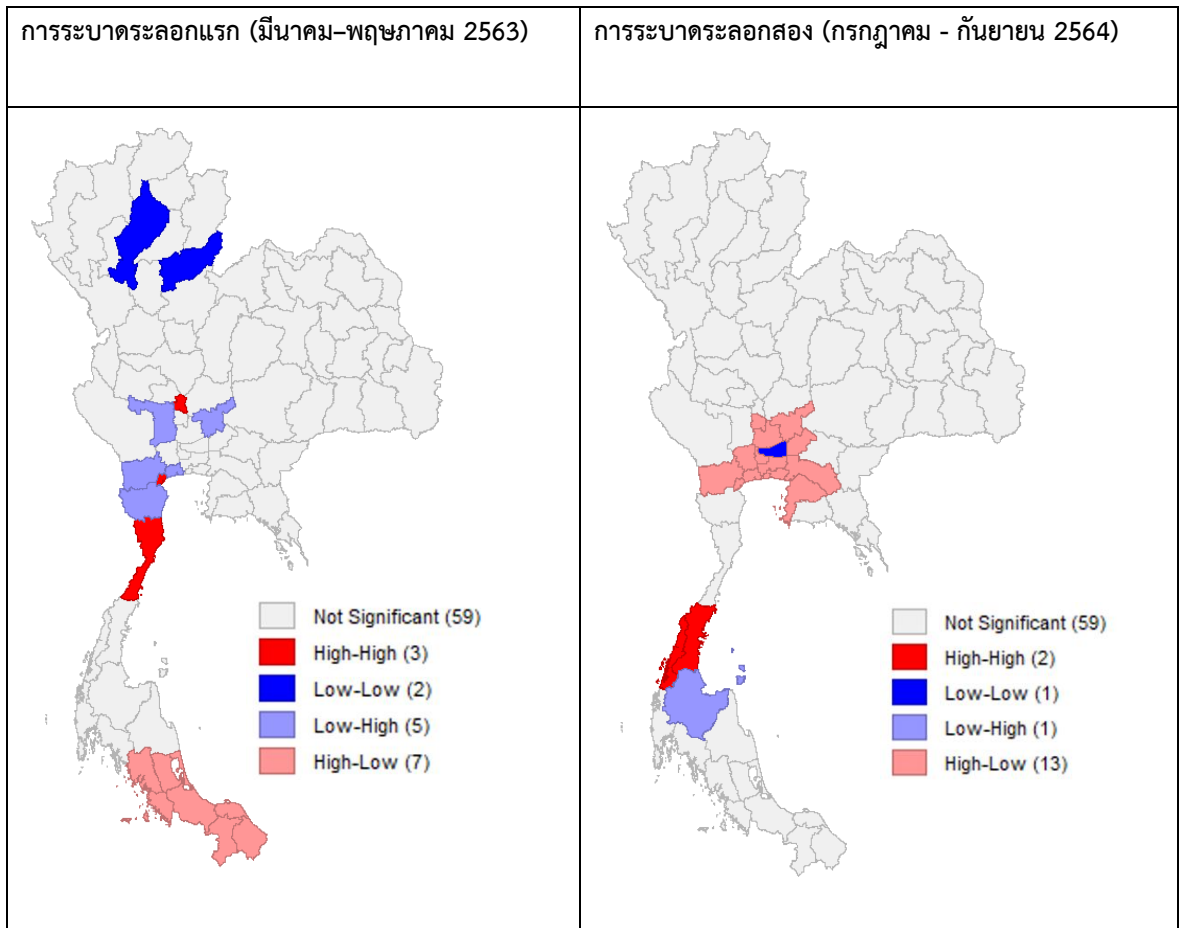 การระบาดระลอกแรก (มีนาคม–พฤษภาคม 2563)
การระบาดระลอกสอง (กรกฎาคม - กันยายน 2564)
Not Significant (59)
High-High (3)
Low-Low (2)
Low-High (5)
High-Low (7)
Not Significant (59)
High-High (2)
Low-Low (1)
Low-High (1)
High-Low (13)